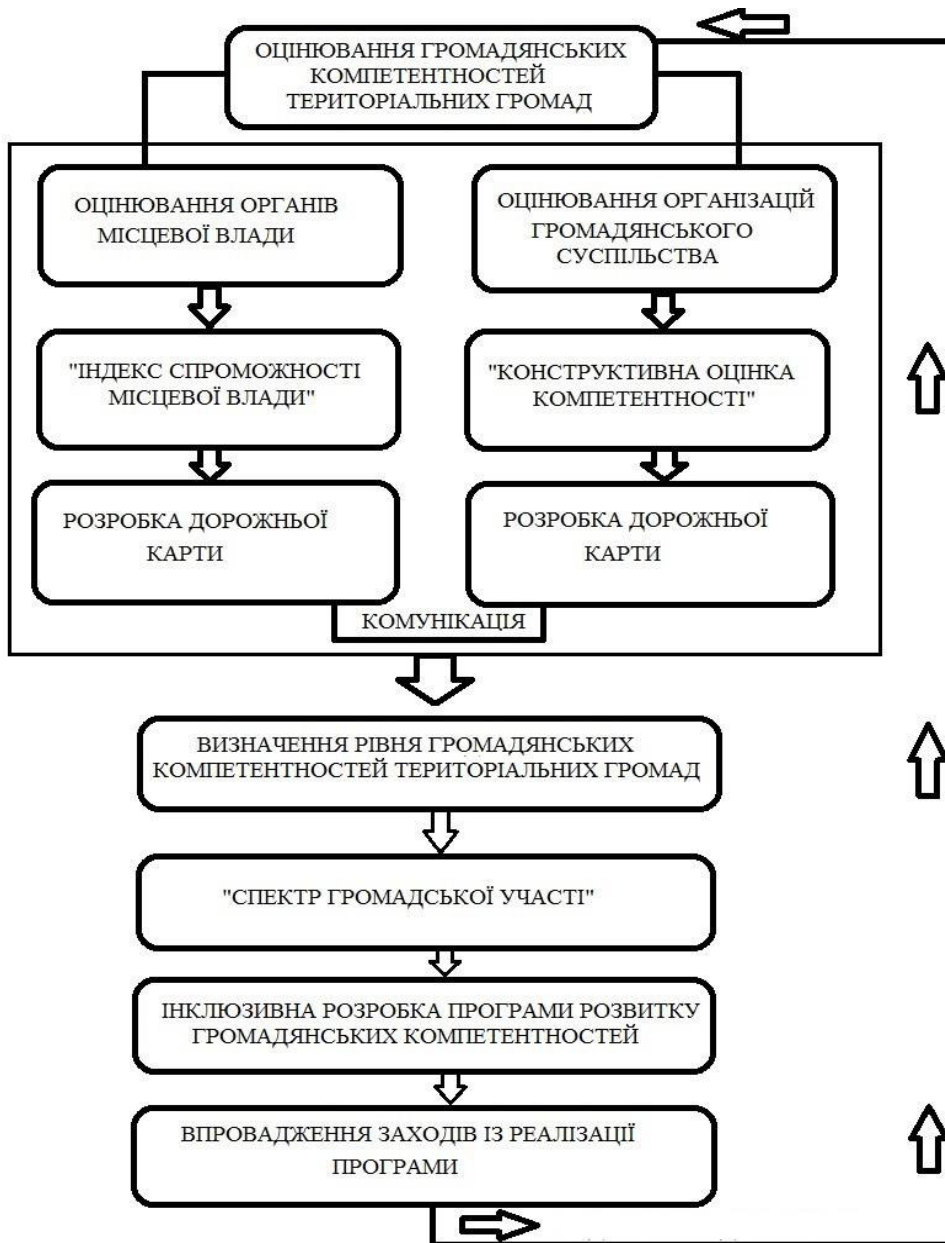 ОЦІНЮВАННЯ ГРОМАДЯНСЬКИХ
КОМПЕТЕНТНОСТЕЙ
ТЕРИТОРІАЛЬНИХ ГРОМАД
ОЦІНЮВАННЯ ОРГАНІВ
МІСЦЕВОЇ ВЛАДИ
"ІНДЕКС СПРОМОЖНОСТІ
МІСЦЕВОЇ ВЛАДИ"
РОЗРОБКА ДОРОЖНЬОЇ
КАРТИ
ОЦІНЮВАННЯ ОРГАНІЗАЦІЙ
ГРОМАДЯНСЬКОГО
СУСПІЛЬСТВА
"КОНСТРУКТИВНА ОЦІНКА
КОМПЕТЕНТНОСТІ"
РОЗРОБКА ДОРОЖНЬОЇ
КАРТИ
КОМУНІКАЦІЯ
ВИЗНАЧЕННЯ РІВНЯ ГРОМАДЯНСЬКИХ
КОМПЕТЕНТНОСТЕЙ ТЕРИТОРІАЛЬНИХ ГРОМАД
"СПЕКТР ГРОМАДСЬКОЇ УЧАСТІ"
ІНКЛЮЗИВНА РОЗРОБКА ПРОГРАМИ РОЗВИТКУ
ГРОМАДЯНСЬКИХ КОМПЕТЕНТНОСТЕЙ
ВПРОВАДЖЕННЯ ЗАХОДІВ ІЗ РЕАЛІЗАЦІЇ
ПРОГРАМИ